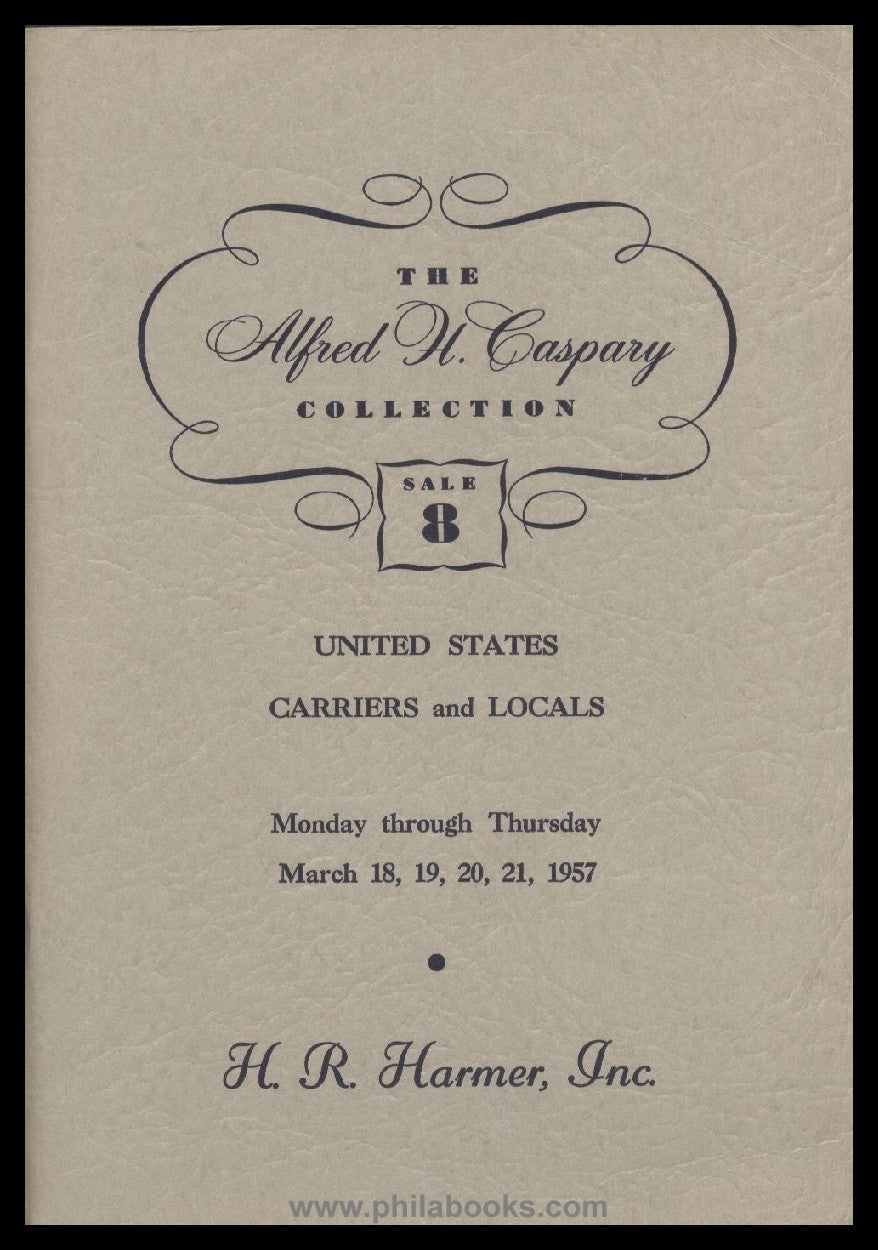 THE
Alfred H. Caspary
COLLECTION
SALE
8
UNITED STATES
CARRIERS and LOCALS
Monday through Thursday
March 18, 19, 20, 21, 1957
H. R. Harmer, Inc.
www.philabooks.com